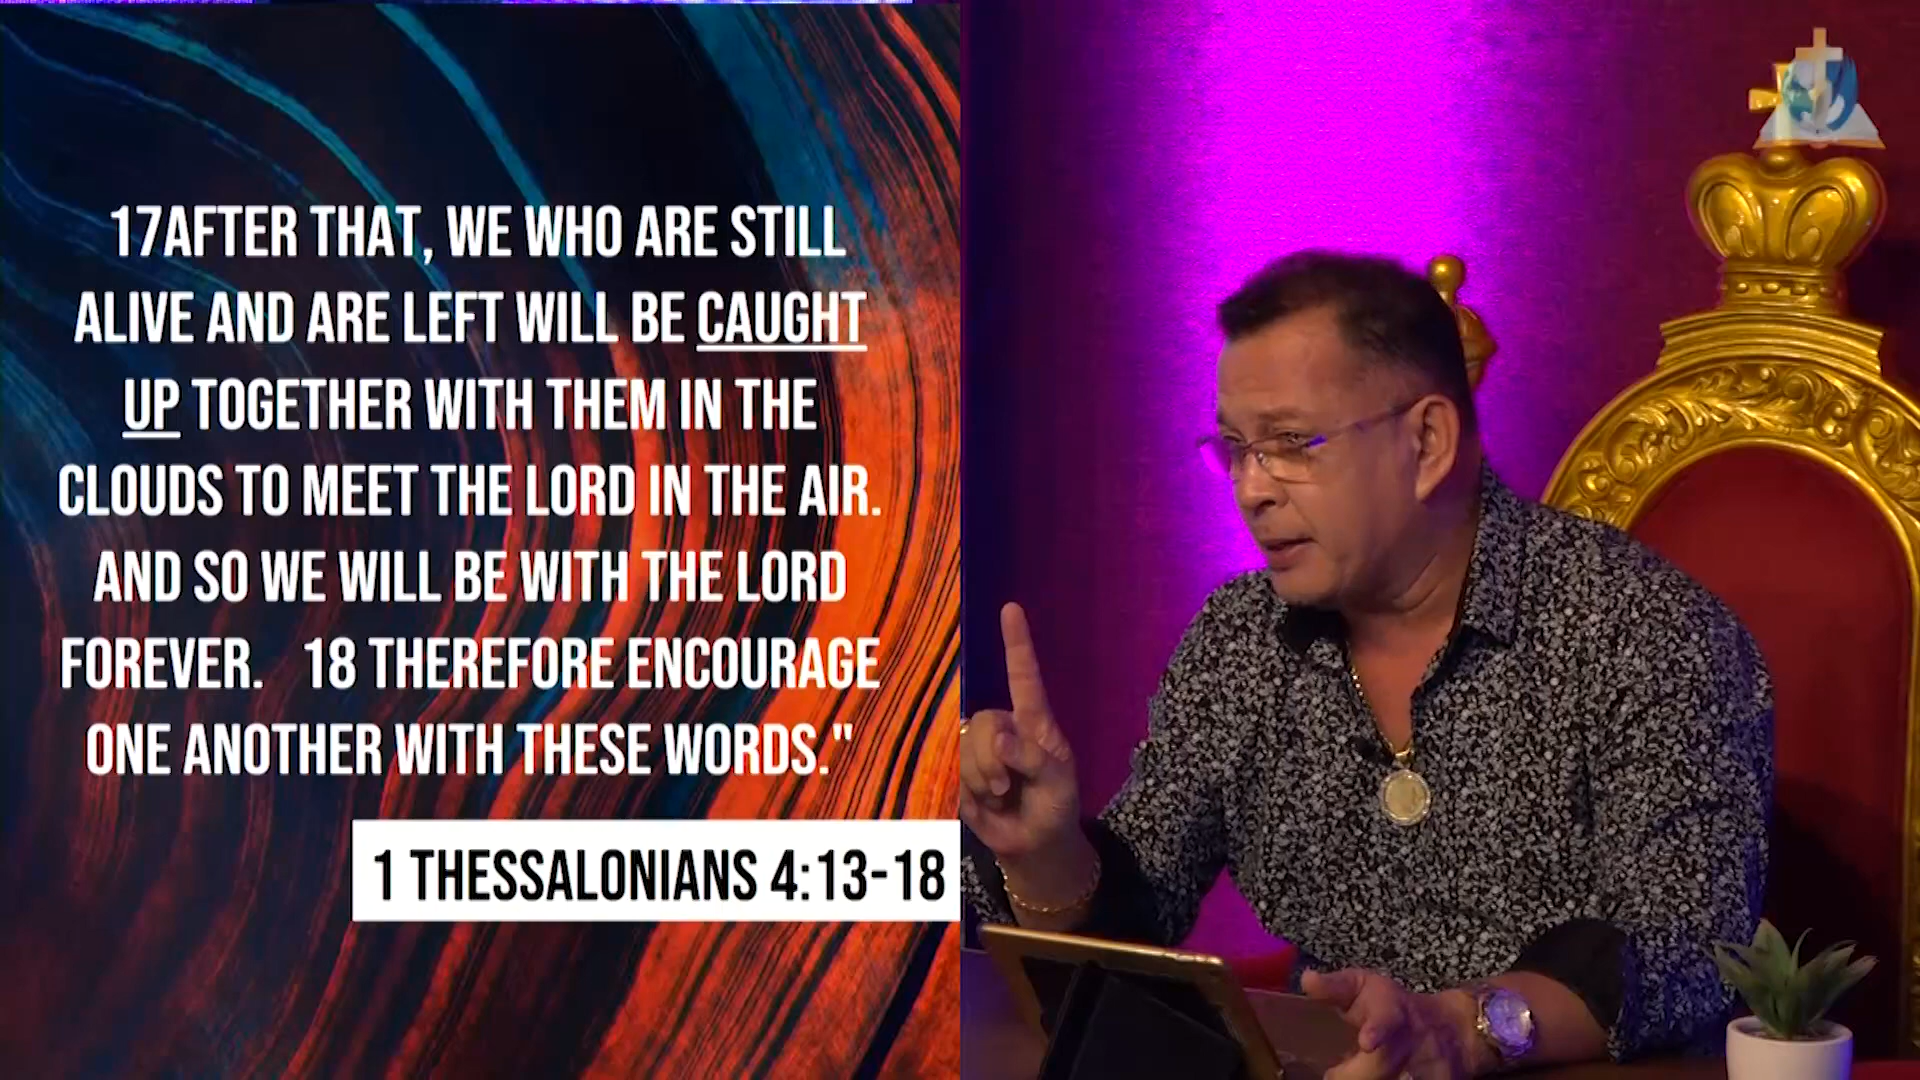 17AFTER THAT, WE WHO ARE STILL
ALIVE AND ARE LEFT WILL BE CAUGHT
UP TOGETHER WITH THEM IN THE
CLOUDS TO MEET THE LORD IN THE AIR.
AND SO WE WILL BE WITH THE LORD
FOREVER. 18 THEREFORE ENCOURAGE
ONE ANOTHER WITH THESE WORDS."
1 THESSALONIANS 4:13-18